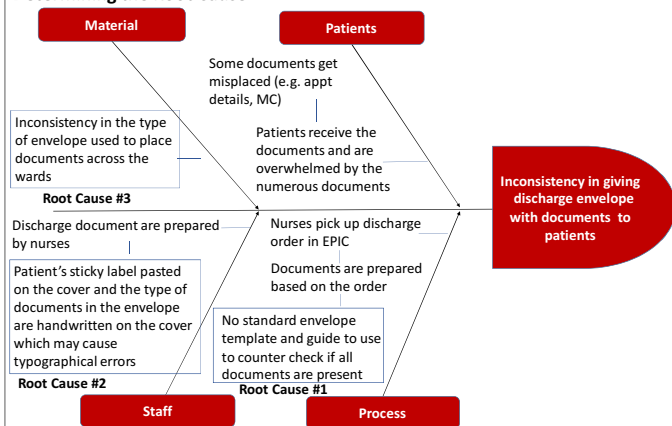 Material
Patients
Some documents get
misplaced (e.g. appt
details, MC)
Inconsistency in the type
of envelope used to place
documents across the
wards
Root Cause #3
Patients receive the
documents and are
overwhelmed by the
numerous documents
Inconsistency in giving
discharge envelope
with documents to
patients
Discharge document are prepared
by nurses
Patient’s sticky label pasted
on the cover and the type of
documents in the envelope
are handwritten on the cover
which may cause
typographical errors
Root Cause #2
Nurses pick up discharge
order in EPIC
Documents are prepared
based on the order
No standard envelope
template and guide to use
to counter check if all
documents are present
Root Cause #1
Staff
Process